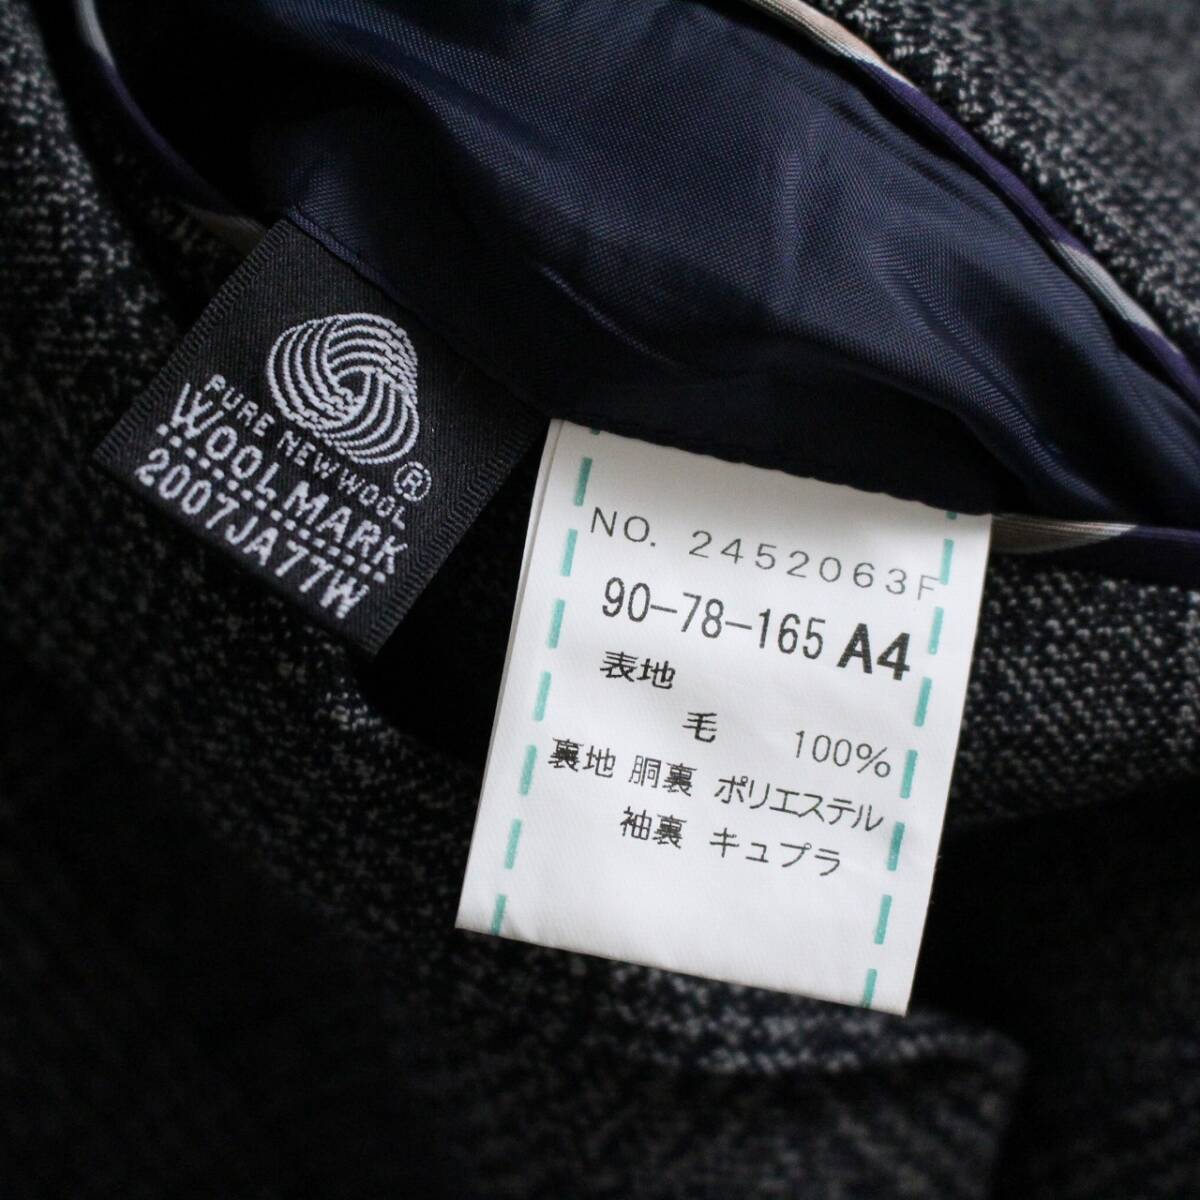 PURE NEW WOOL
®
WOOLMARK
2007JA77W
NO. 2452063F
90-78-165 A4
表地
毛 100%
裏地 胴裏 ポリエステル
袖裏 キュプラ